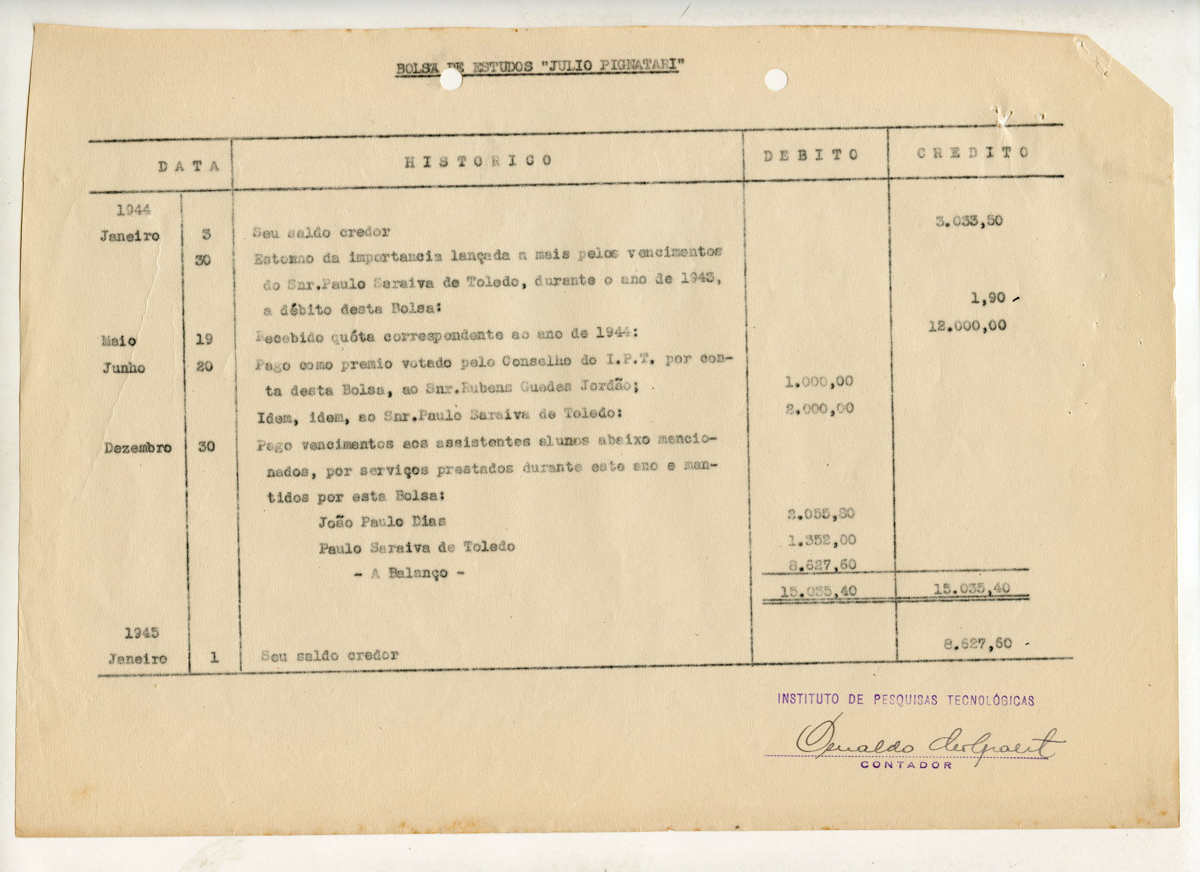 BOLSA DE ESTUDOS "JULIO PIGNATARI"
DATA HISTORICO DEBITO CREDITO
1944
Janeiro 3 Seu saldo credor 3.033,50
30 Estorno da importancia lançada a mais pelos vencimentos
do Snr.Paulo Saraiva de Toledo, durante o ano de 1943,
a débito desta Bolsa: 1,90
Maio 19 Recebido quóta correspondente ao ano de 1944: 12.000,00
Junho 20 Pago como premio votado pelo Conselho do I.P.T. por con-
ta desta Bolsa, ao Snr.Rubens Guedes Jordão; 1.000,00
Idem, idem, ao Snr.Paulo Saraiva de Toledo: 2.000,00
Dezembro 30 Pago vencimentos aos assistentes alunos abaixo mencio-
nados, por serviços prestados durante este ano e man-
tidos por esta Bolsa:
João Paulo Dias 2.055,80
Paulo Saraiva de Toledo 1.352,00
- A Balanço - 8.627,60
15.035,40 15.035,40
1945
Janeiro 1 Seu saldo credor 8.627,60
INSTITUTO DE PESQUISAS TECNOLÓGICAS
CONTADOR